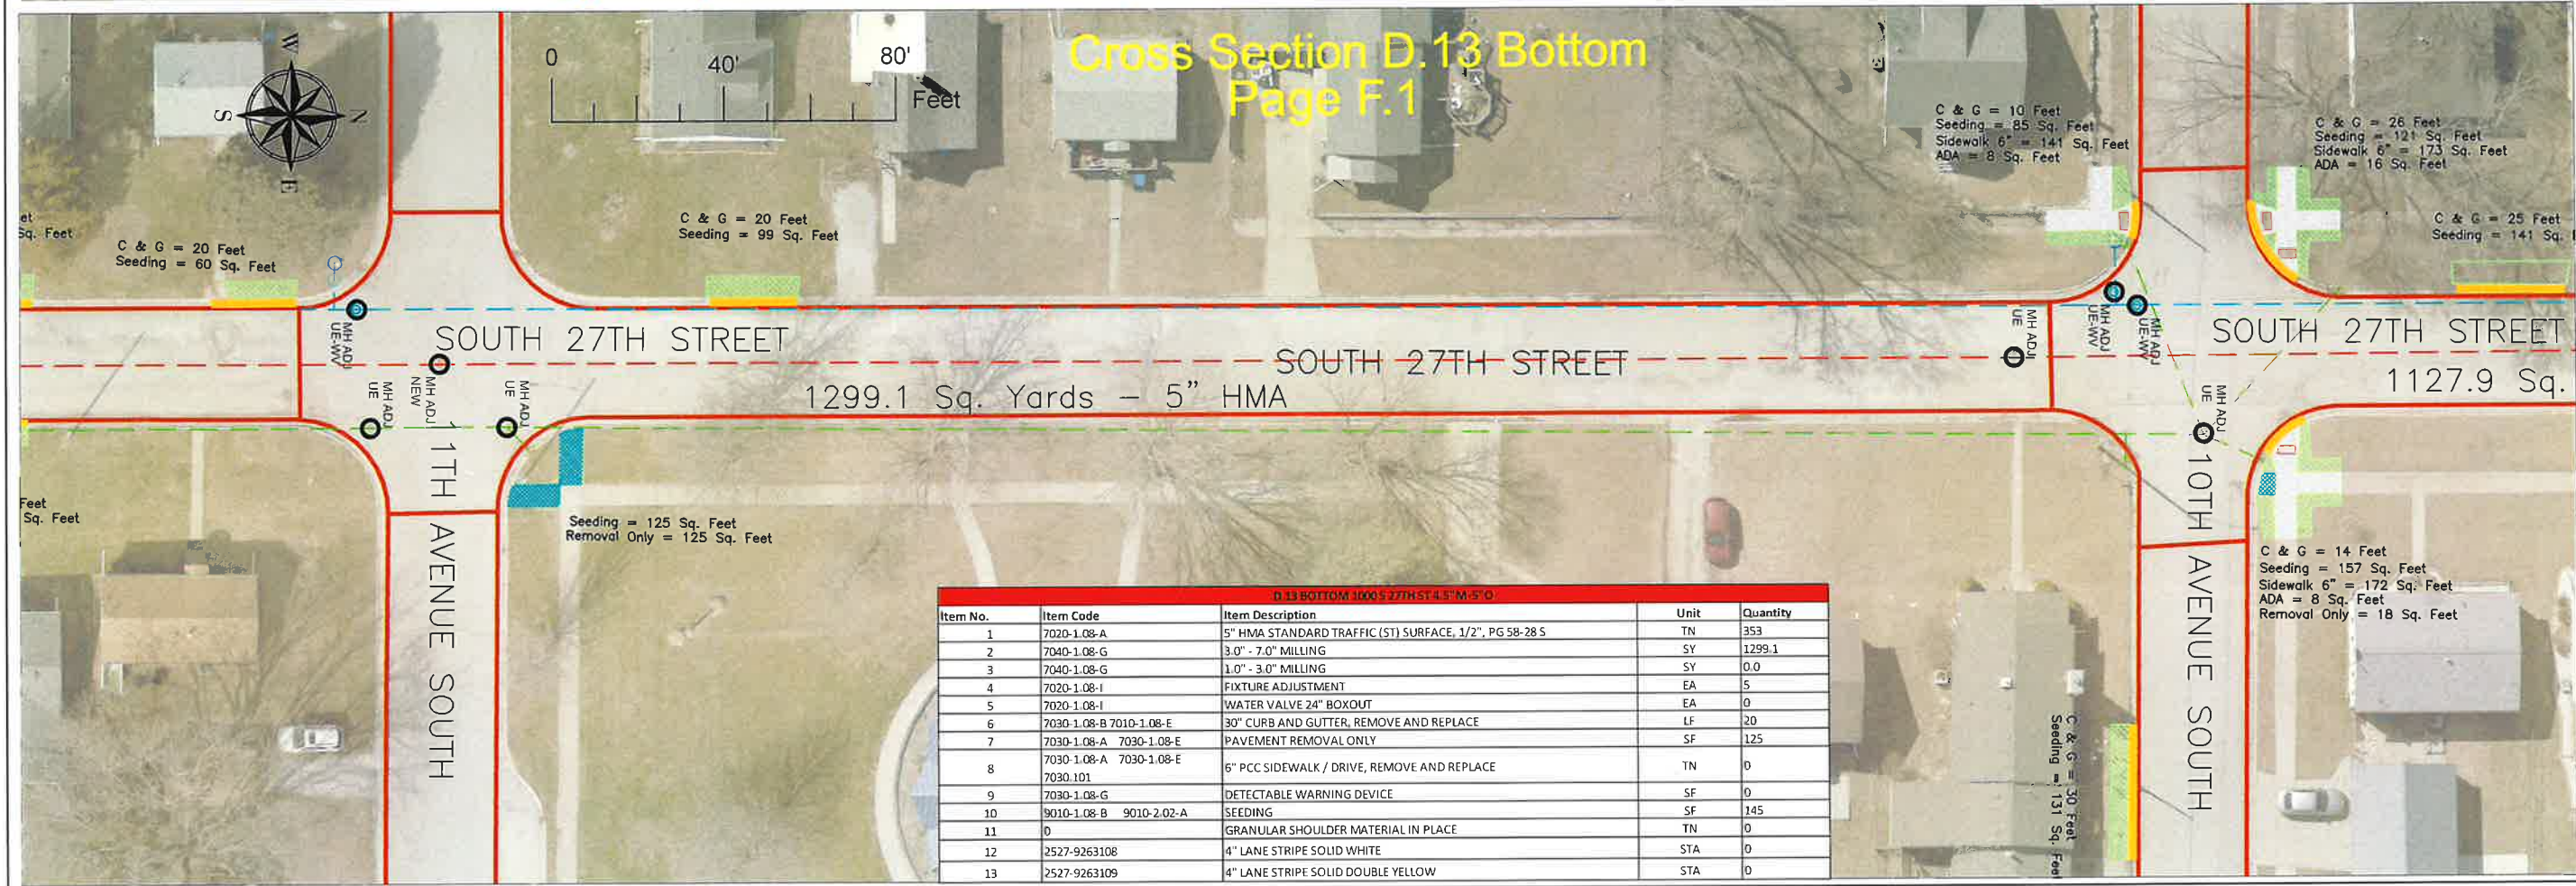 Cross Section D.13 Bottom
Page F.1
W
S
N
E
0
40'
80'
Feet
C & G = 10 Feet
Seeding = 85 Sq. Feet
Sidewalk 6" = 141 Sq. Feet
ADA = 8 Sq. Feet
C & G = 26 Feet
Seeding = 121 Sq. Feet
Sidewalk 6" = 173 Sq. Feet
ADA = 16 Sq. Feet
et
Sq. Feet
C & G = 20 Feet
Seeding = 60 Sq. Feet
C & G = 20 Feet
Seeding = 99 Sq. Feet
C & G = 25 Feet
Seeding = 141 Sq.
MH ADJ
UE-WV
SOUTH 27TH STREET
SOUTH 27TH STREET
MH ADJ
UE
MH ADJ
UE-WV
MH ADJ
UE-WV
SOUTH 27TH STREET
1299.1 Sq. Yards - 5" HMA
1127.9 Sq.
MH ADJ
UE
MH ADJ
NEW
MH ADJ
UE
MH ADJ
UE
11TH AVENUE SOUTH
10TH AVENUE SOUTH
Feet
Sq. Feet
Seeding = 125 Sq. Feet
Removal Only = 125 Sq. Feet
C & G = 14 Feet
Seeding = 157 Sq. Feet
Sidewalk 6" = 172 Sq. Feet
ADA = 8 Sq. Feet
Removal Only = 18 Sq. Feet
C & G = 30 Feet
Seeding = 131 Sq. Feet
D.13 BOTTOM 1000 S 27TH ST 4.5" M-5" O
Item No. Item Code Item Description Unit Quantity
1 7020-1.08-A 5" HMA STANDARD TRAFFIC (ST) SURFACE, 1/2", PG 58-28 S TN 353
2 7040-1.08-G 3.0" - 7.0" MILLING SY 1299.1
3 7040-1.08-G 1.0" - 3.0" MILLING SY 0.0
4 7020-1.08-I FIXTURE ADJUSTMENT EA 5
5 7020-1.08-I WATER VALVE 24" BOXOUT EA 0
6 7030-1.08-B 7010-1.08-E 30" CURB AND GUTTER, REMOVE AND REPLACE LF 20
7 7030-1.08-A 7030-1.08-E PAVEMENT REMOVAL ONLY SF 125
8 7030-1.08-A 7030-1.08-E 6" PCC SIDEWALK / DRIVE, REMOVE AND REPLACE TN 0
7030.101
9 7030-1.08-G DETECTABLE WARNING DEVICE SF 0
10 9010-1.08-B 9010-2.02-A SEEDING SF 145
11 0 GRANULAR SHOULDER MATERIAL IN PLACE TN 0
12 2527-9263108 4" LANE STRIPE SOLID WHITE STA 0
13 2527-9263109 4" LANE STRIPE SOLID DOUBLE YELLOW STA 0